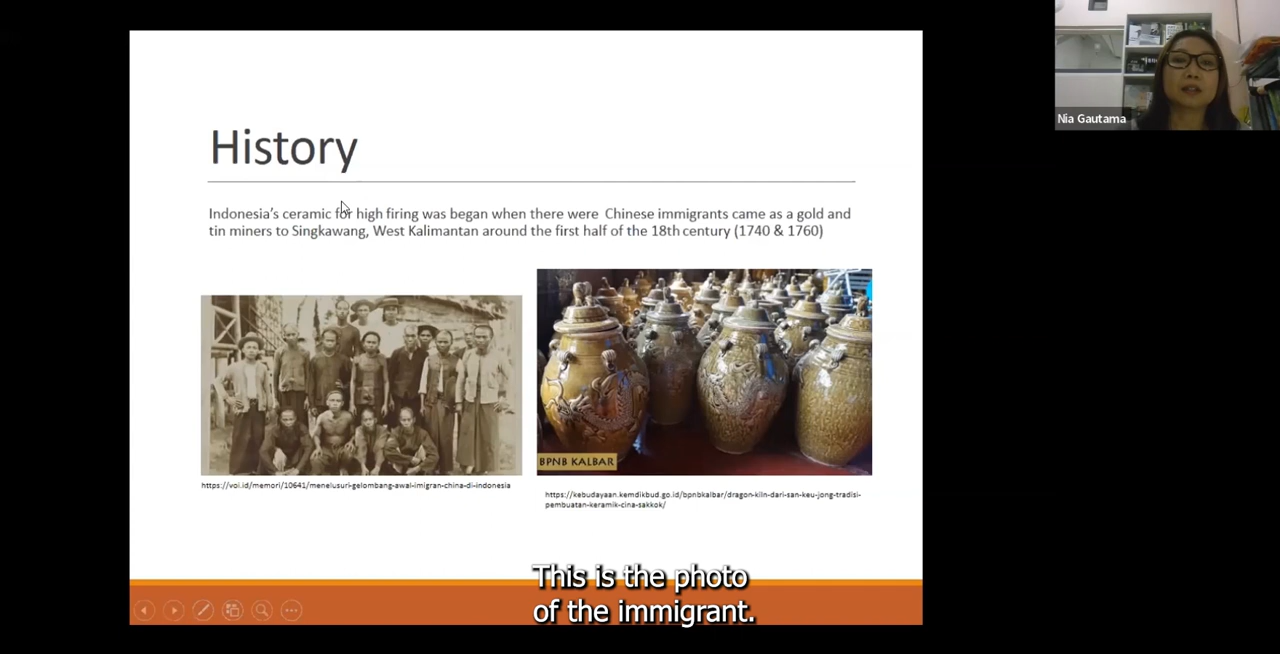 Nia Gautama
History
Indonesia's ceramic for high firing was began when there were Chinese immigrants came as a gold and
tin miners to Singkawang, West Kalimantan around the first half of the 18th century (1740 & 1760)
BPNB KALBAR
https://voi.id/memori/10641/menelusuri-gelombang-awal-imigran-china-di-indonesia
https://kebudayaan.kemdikbud.go.id/bpnbkalbar/dragon-kiln-dari-san-keu-jong-tradisi-
pembuatan-keramik-cina-sakkok/
This is the photo
of the immigrant.